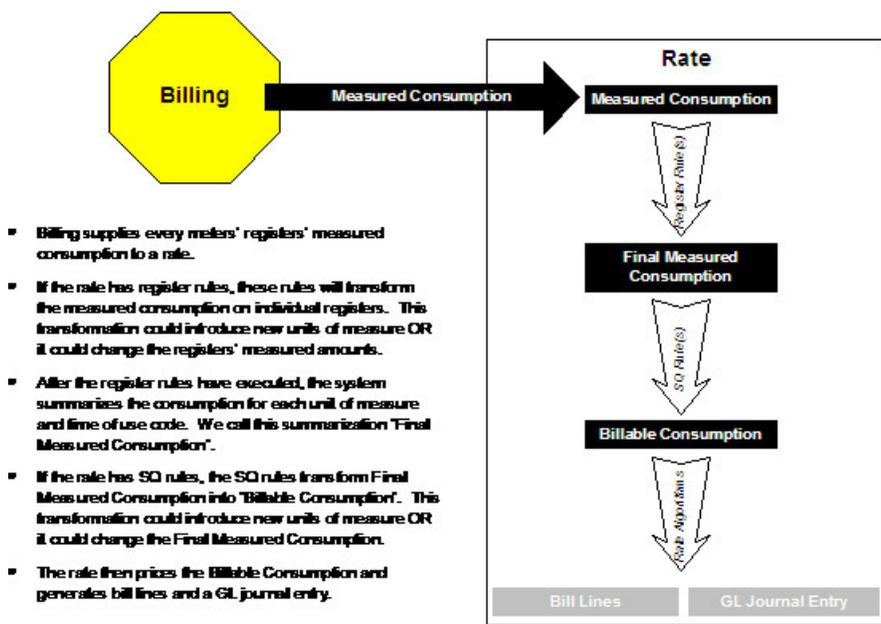 Billing
Measured Consumption
Rate
Measured Consumption
Register Rule(s)
Final Measured
Consumption
SQ Rule(s)
Billable Consumption
Rate Algorithms
Bill Lines
GL Journal Entry
Billing supplies every meters' registers' measured
consumption to a rate.
If the rate has register rules, these rules will transform
the measured consumption on individual registers. This
transformation could introduce new units of measure OR
it could change the registers' measured amounts.
After the register rules have executed, the system
summarizes the consumption for each unit of measure
and time of use code. We call this summarization "Final
Measured Consumption".
If the rate has SQ rules, the SQ rules transform Final
Measured Consumption into "Billable Consumption". This
transformation could introduce new units of measure OR
it could change the Final Measured Consumption.
The rate then prices the Billable Consumption and
generates bill lines and a GL journal entry.